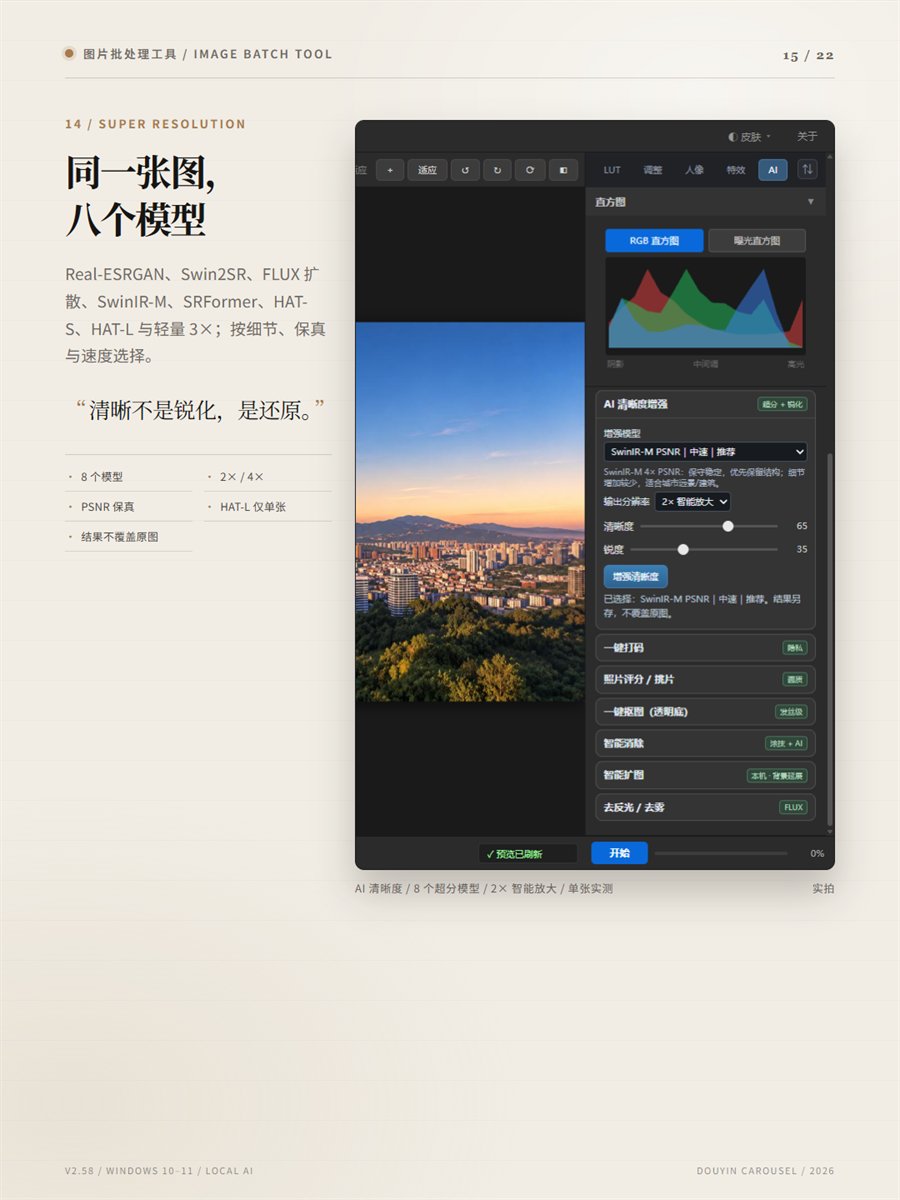 图片批处理工具 / IMAGE BATCH TOOL
15 / 22
14 / SUPER RESOLUTION
同一张图，
八个模型
Real-ESRGAN、Swin2SR、FLUX 扩
散、SwinIR-M、SRFormer、HAT-
S、HAT-L 与轻量 3×；按细节、保真
与速度选择。
“清晰不是锐化，是还原。”
· 8 个模型
· 2× / 4×
· PSNR 保真
· HAT-L 仅单张
· 结果不覆盖原图
皮肤
关于
应
+
适应
LUT
调整
人像
特效
AI
直方图
RGB 直方图
曝光直方图
阴影
中间调
高光
AI 清晰度增强
超分 + 锐化
增强模型
SwinIR-M PSNR | 中速 | 推荐
SwinIR-M 4× PSNR：保守稳定，优先保留结构；细节
增加较少，适合城市远景/建筑。
输出分辨率
2× 智能放大
清晰度
65
锐度
35
增强清晰度
已选择：SwinIR-M PSNR | 中速 | 推荐。结果另
存，不覆盖原图。
一键打码
隐私
照片评分 / 挑片
画质
一键抠图（透明底）
发丝级
智能消除
涂抹 + AI
智能扩图
本机 · 背景延展
去反光 / 去雾
FLUX
✓ 预览已刷新
开始
0%
AI 清晰度 / 8 个超分模型 / 2× 智能放大 / 单张实测
实拍
V2.58 / WINDOWS 10–11 / LOCAL AI
DOUYIN CAROUSEL / 2026